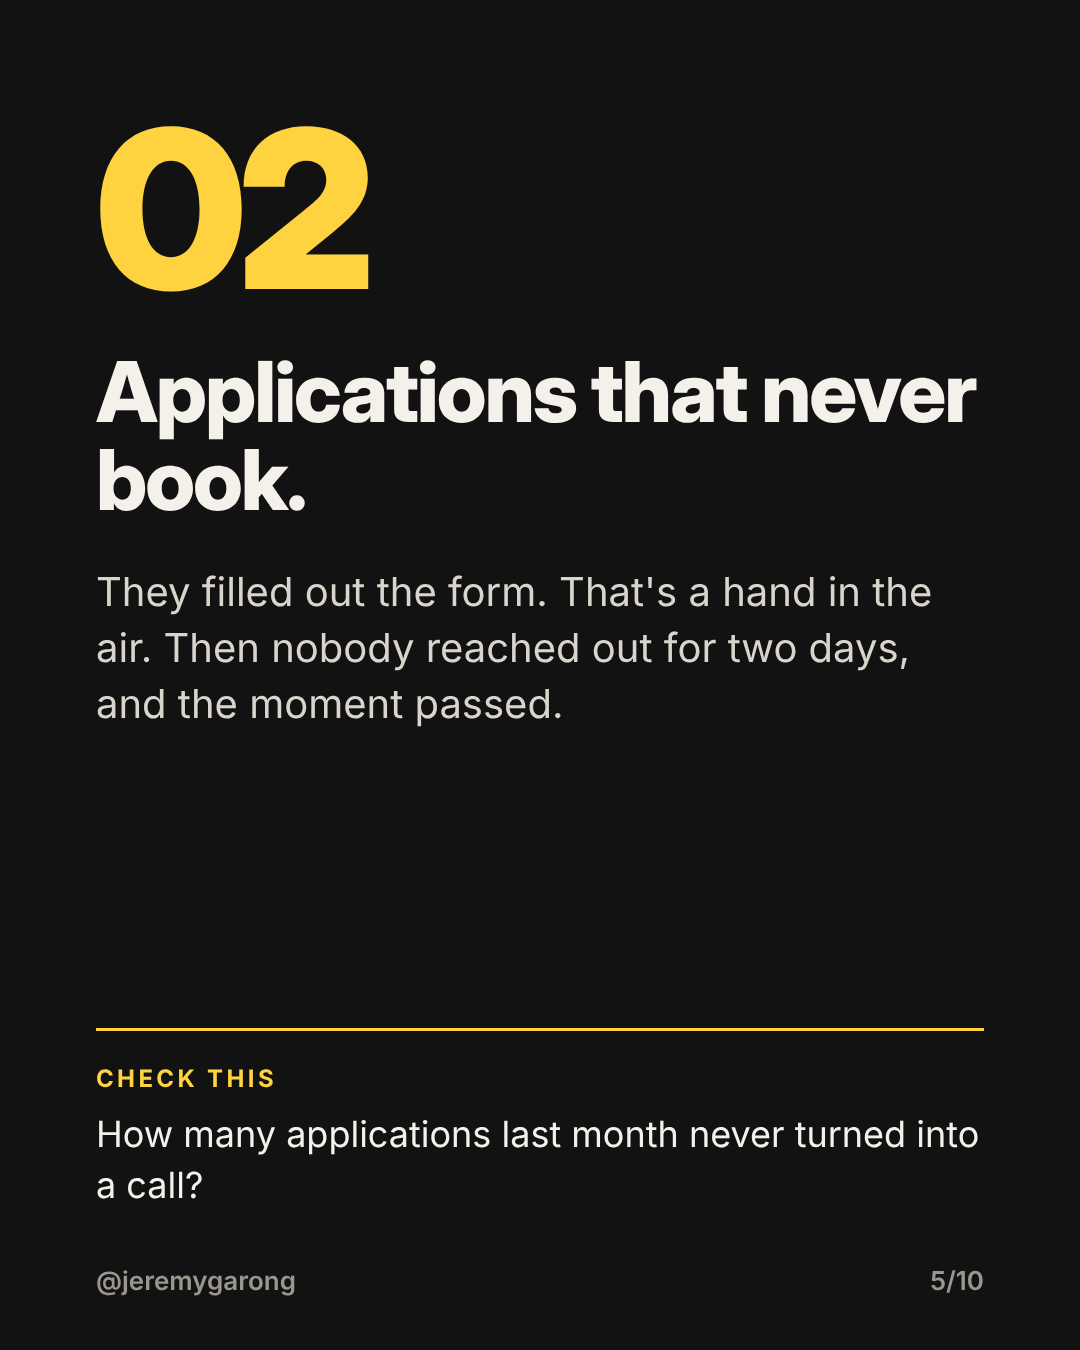 02
Applications that never
book.
They filled out the form. That's a hand in the
air. Then nobody reached out for two days,
and the moment passed.
CHECK THIS
How many applications last month never turned into
a call?
@jeremygarong
5/10